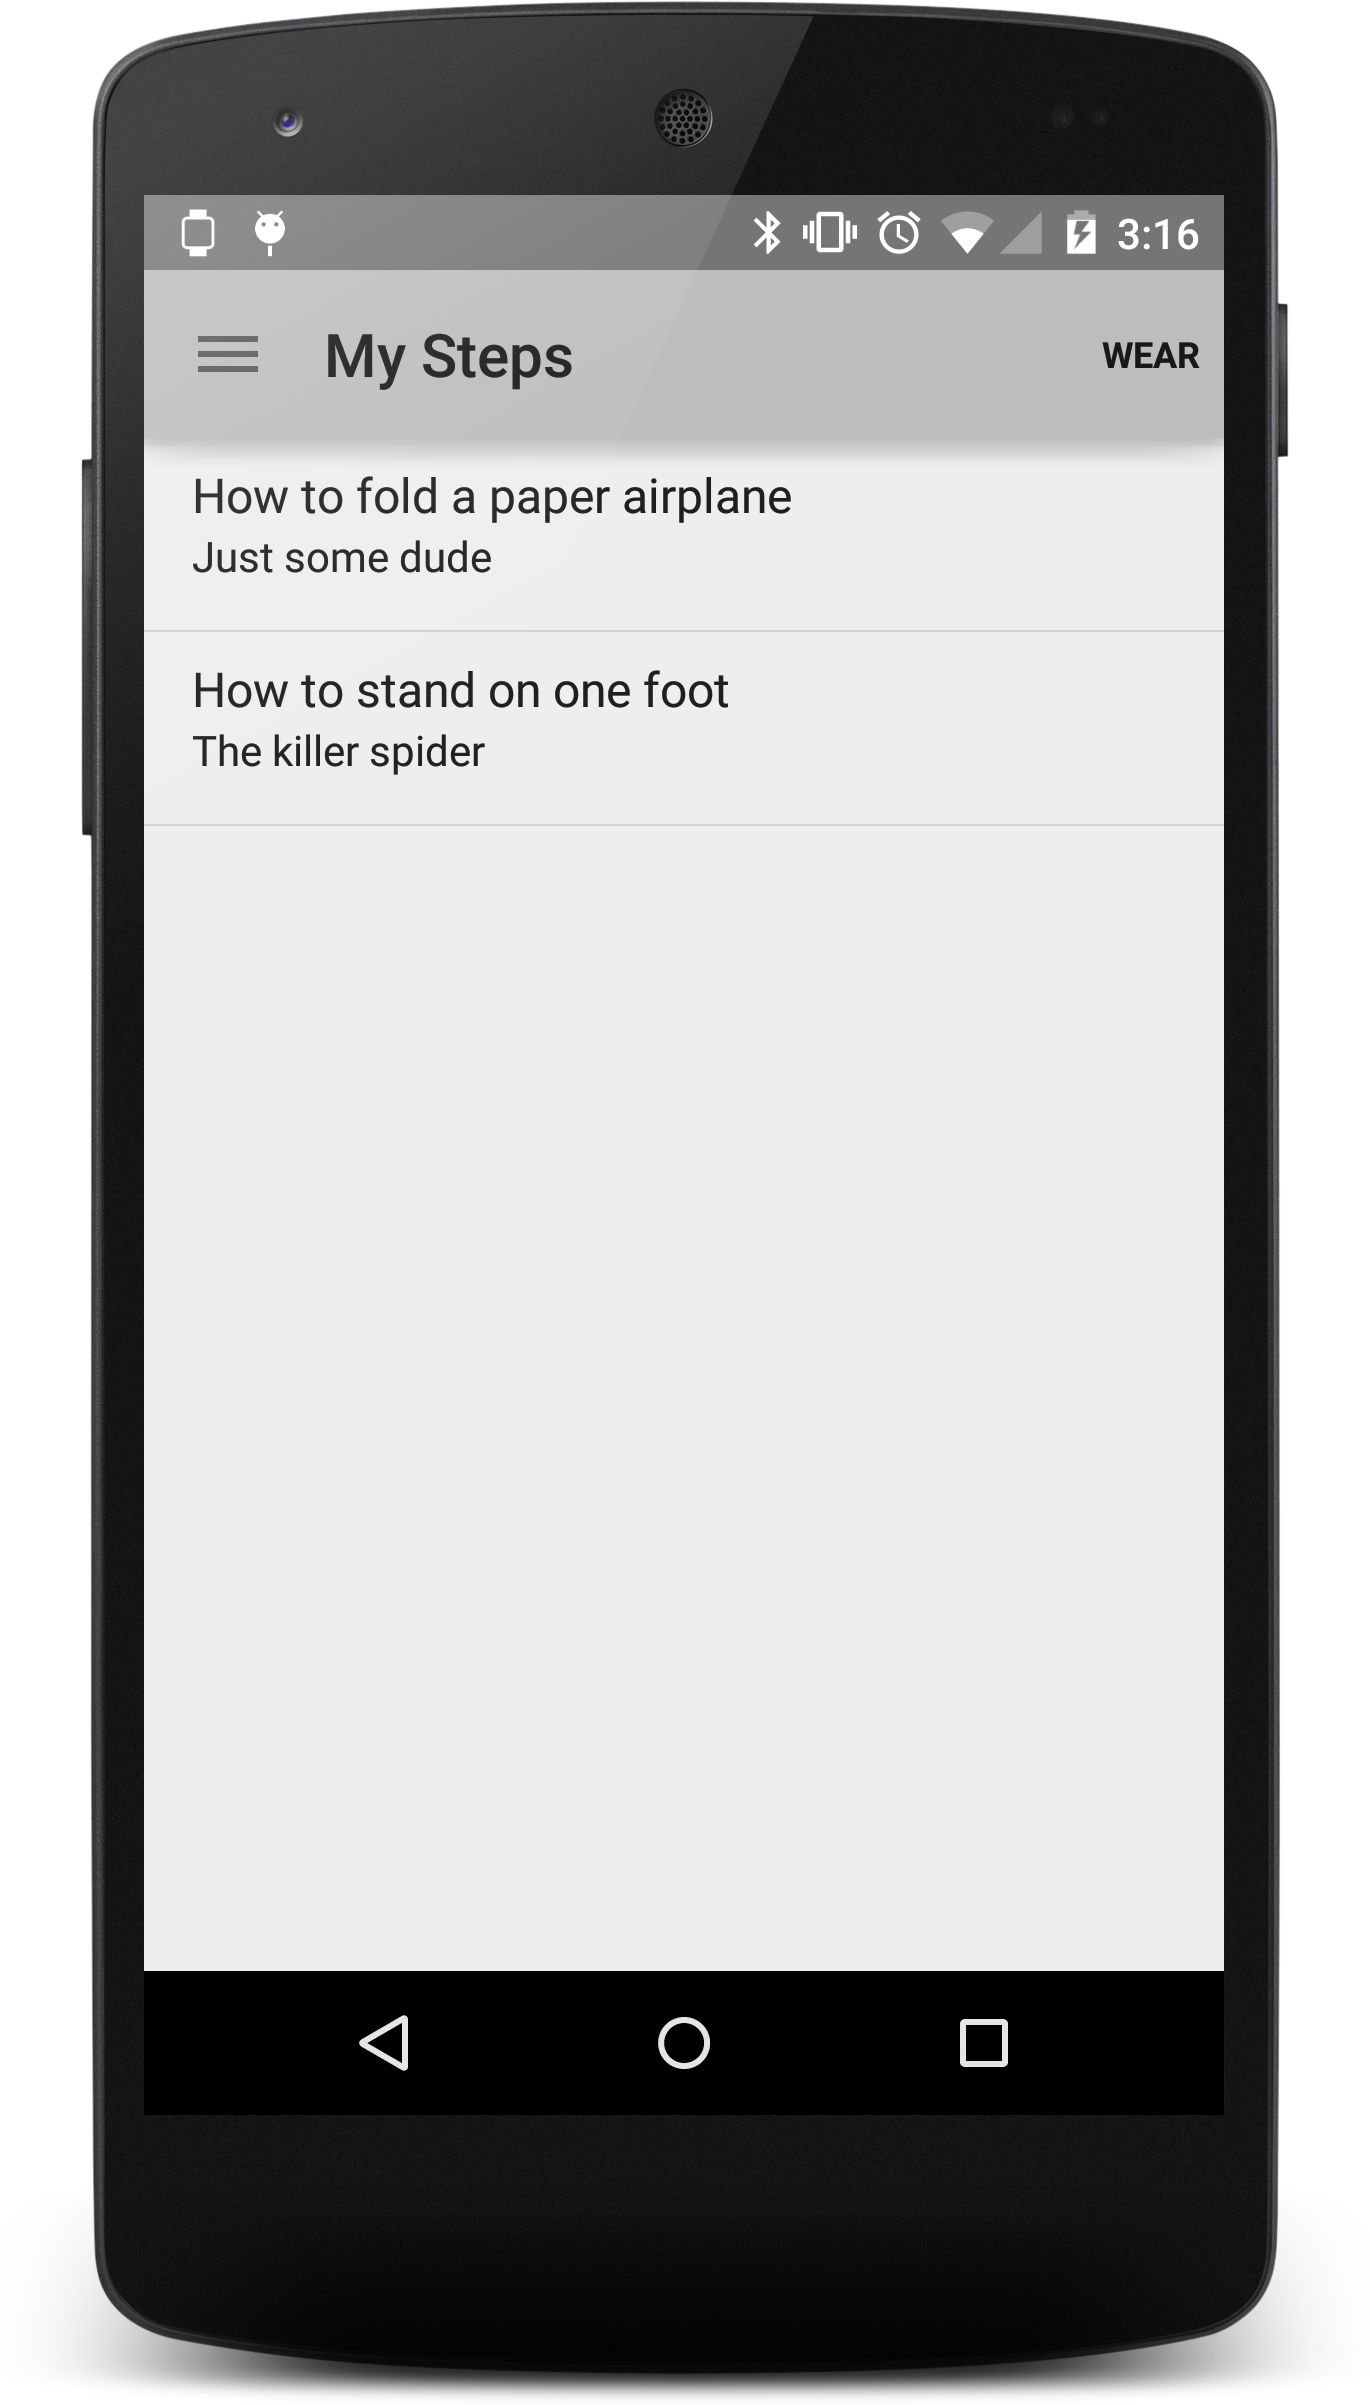 3:16
My Steps
WEAR
How to fold a paper airplane
Just some dude
How to stand on one foot
The killer spider